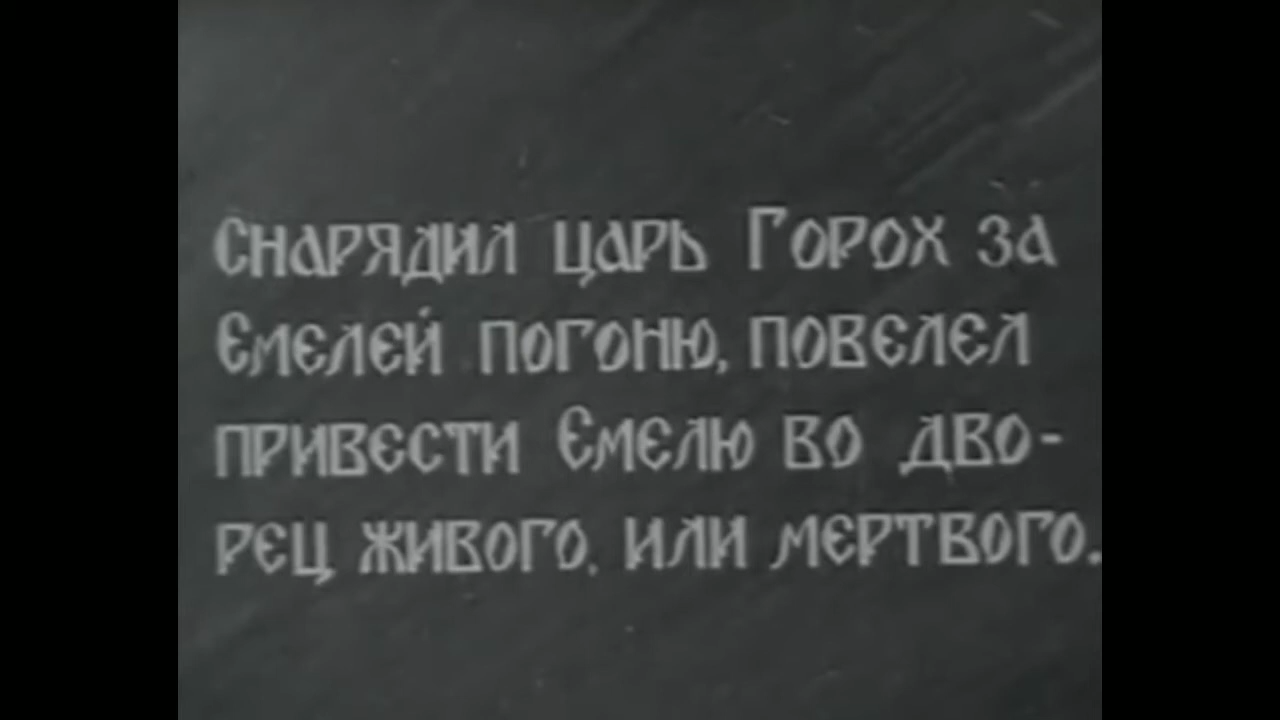 Снарядил царь Горох за
Емелей погоню, повелел
привести Емелю во дво-
рец живого, или мертвого.